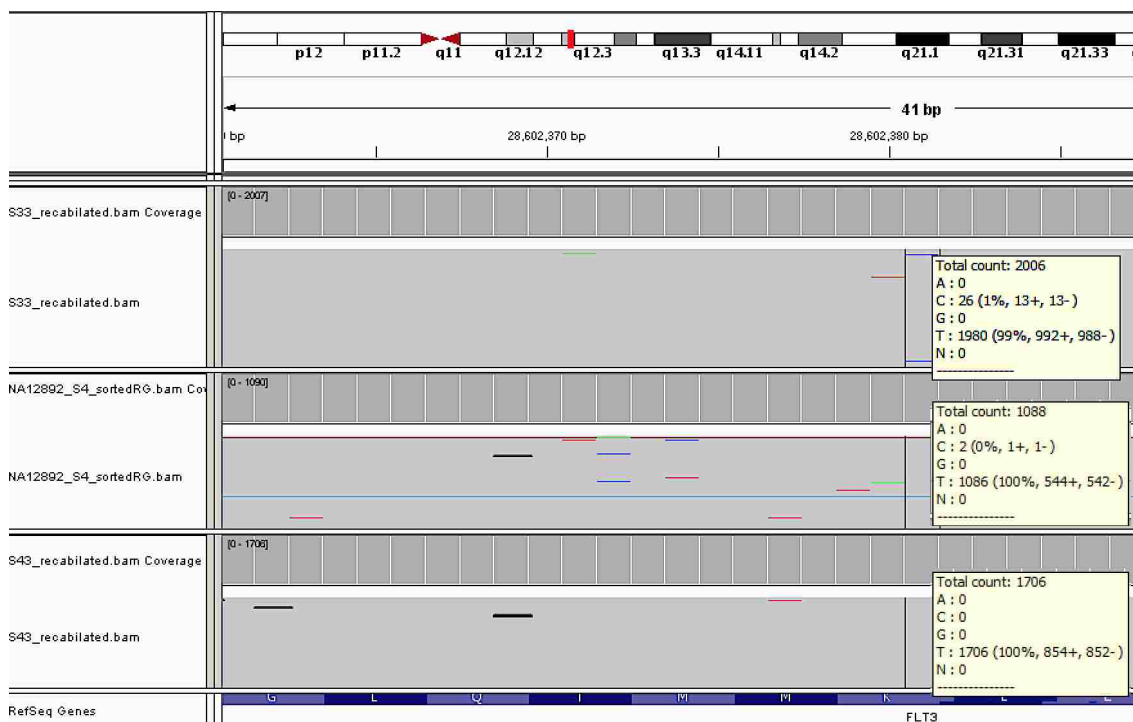 p12 p11.2 q11 q12.12 q12.3 q13.3 q14.11 q14.2 q21.1 q21.31 q21.33
41 bp
bp 28,602,370 bp 28,602,380 bp
[0 - 2007]
S33_recabilated.bam Coverage
Total count: 2006
A : 0
C : 26 (1%, 13+, 13-)
G : 0
T : 1980 (99%, 992+, 988-)
N : 0
---------------
S33_recabilated.bam
[0 - 1090]
NA12892_S4_sortedRG.bam Cov
Total count: 1088
A : 0
C : 2 (0%, 1+, 1-)
G : 0
T : 1086 (100%, 544+, 542-)
N : 0
---------------
NA12892_S4_sortedRG.bam
[0 - 1706]
S43_recabilated.bam Coverage
Total count: 1706
A : 0
C : 0
G : 0
T : 1706 (100%, 854+, 852-)
N : 0
---------------
S43_recabilated.bam
G L Q I M M K
RefSeq Genes
FLT3